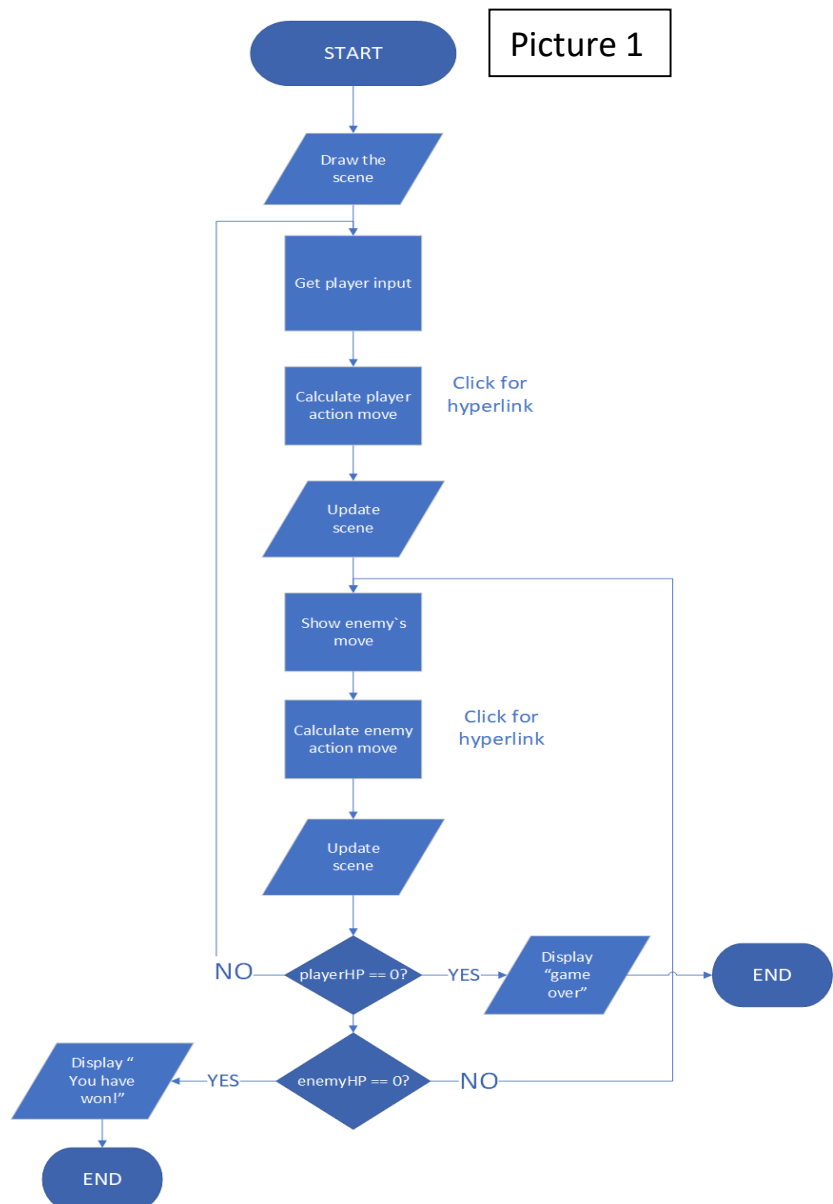 START
Picture 1
Draw the
scene
Get player input
Calculate player
action move
Click for
hyperlink
Update
scene
Show enemy`s
move
Calculate enemy
action move
Click for
hyperlink
Update
scene
NO
playerHP == 0?
YES
Display
“game
over”
END
Display “
You have
won!”
YES
enemyHP == 0?
NO
END